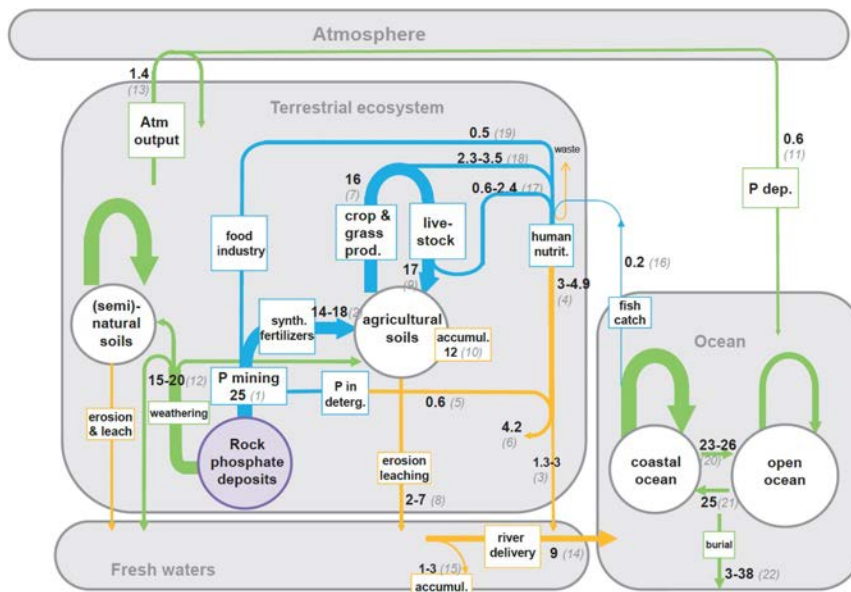 Atmosphere
1.4
(13)
Terrestrial ecosystem
Atm
output
0.5 (19)
waste
0.6
(11)
2.3-3.5 (18)
16
(7)
0.6-2.4 (17)
P dep.
crop &
grass
prod.
live-
stock
food
industry
human
nutrit.
17
(9)
3-4.9
(4)
0.2 (16)
fish
catch
(semi)-
natural
soils
synth.
fertilizers
14-18 (2)
agricultural
soils
accumul.
12 (10)
Ocean
15-20 (12)
P mining
25 (1)
P in
deterg.
0.6 (5)
weathering
erosion
& leach
4.2
(6)
Rock
phosphate
deposits
erosion
leaching
1.3-3
(3)
2-7 (8)
coastal
ocean
23-26
(20)
open
ocean
25 (21)
burial
3-38 (22)
river
delivery
9 (14)
Fresh waters
1-3 (15)
accumul.